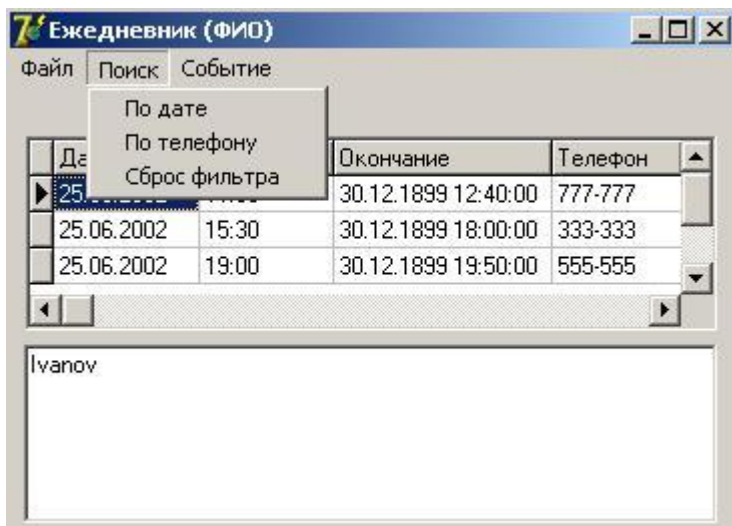 Ежедневник (ФИО)
Файл Поиск Событие
По дате
По телефону
Сброс фильтра
Окончание Телефон
30.12.1899 12:40:00 777-777
25.06.2002 15:30 30.12.1899 18:00:00 333-333
25.06.2002 19:00 30.12.1899 19:50:00 555-555
Ivanov